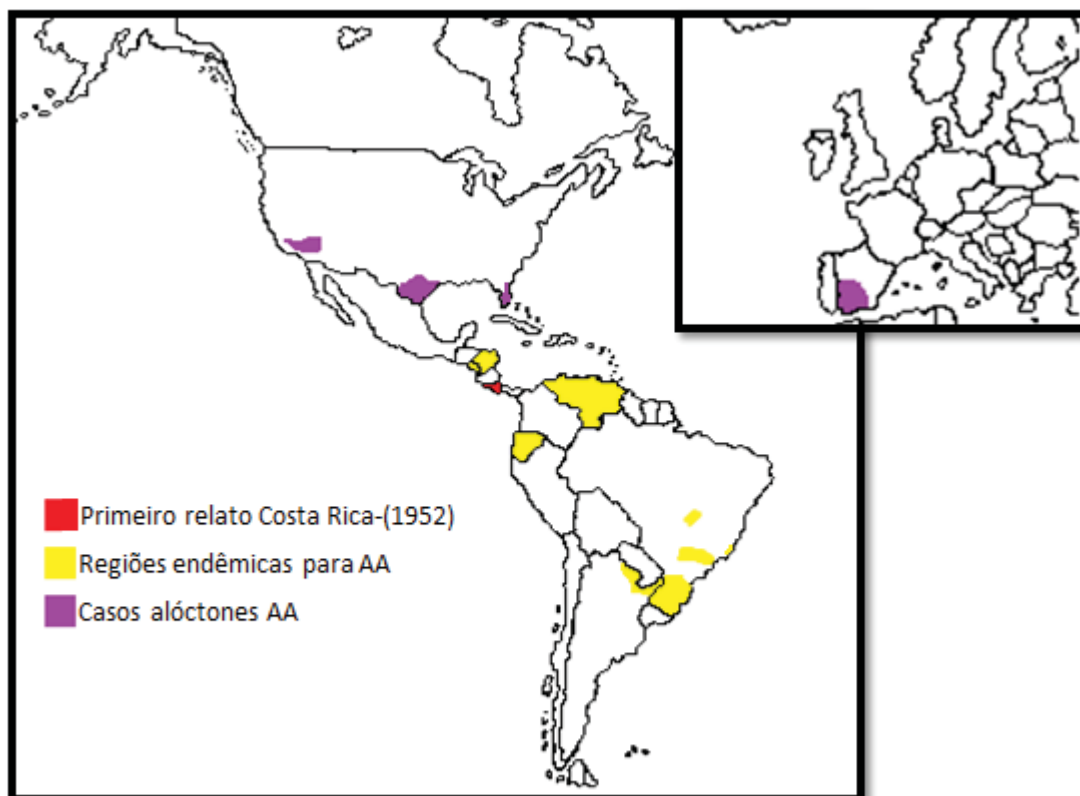 Primeiro relato Costa Rica-(1952)
Regiões endêmicas para AA
Casos alóctones AA